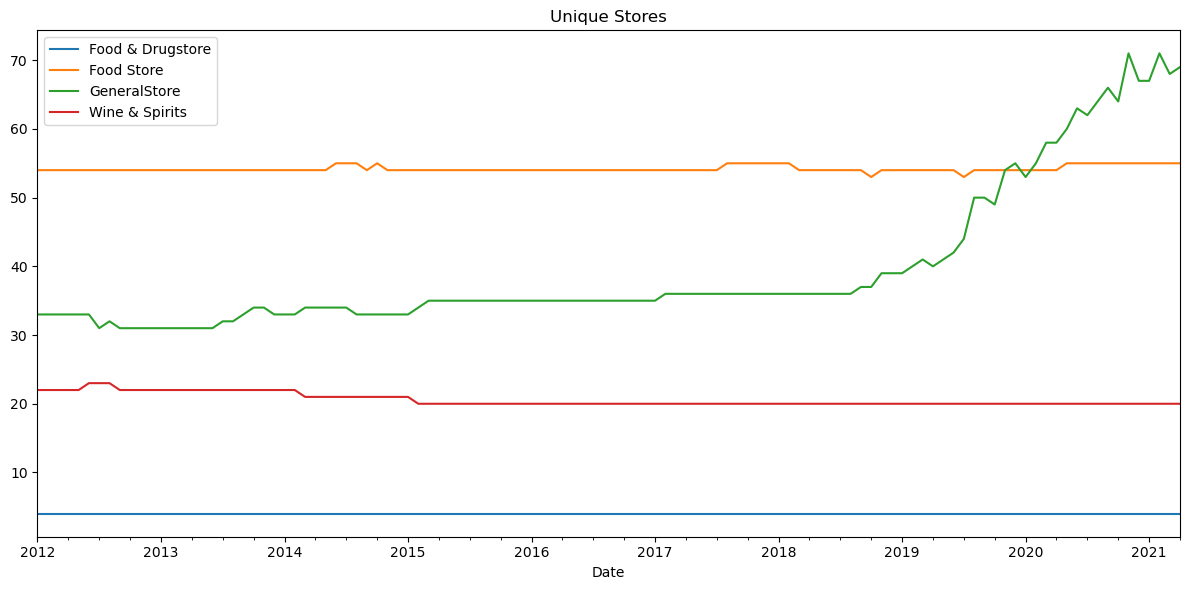 Unique Stores
Food & Drugstore
Food Store
GeneralStore
Wine & Spirits
70
60
50
40
30
20
10
2012 2013 2014 2015 2016 2017 2018 2019 2020 2021
Date